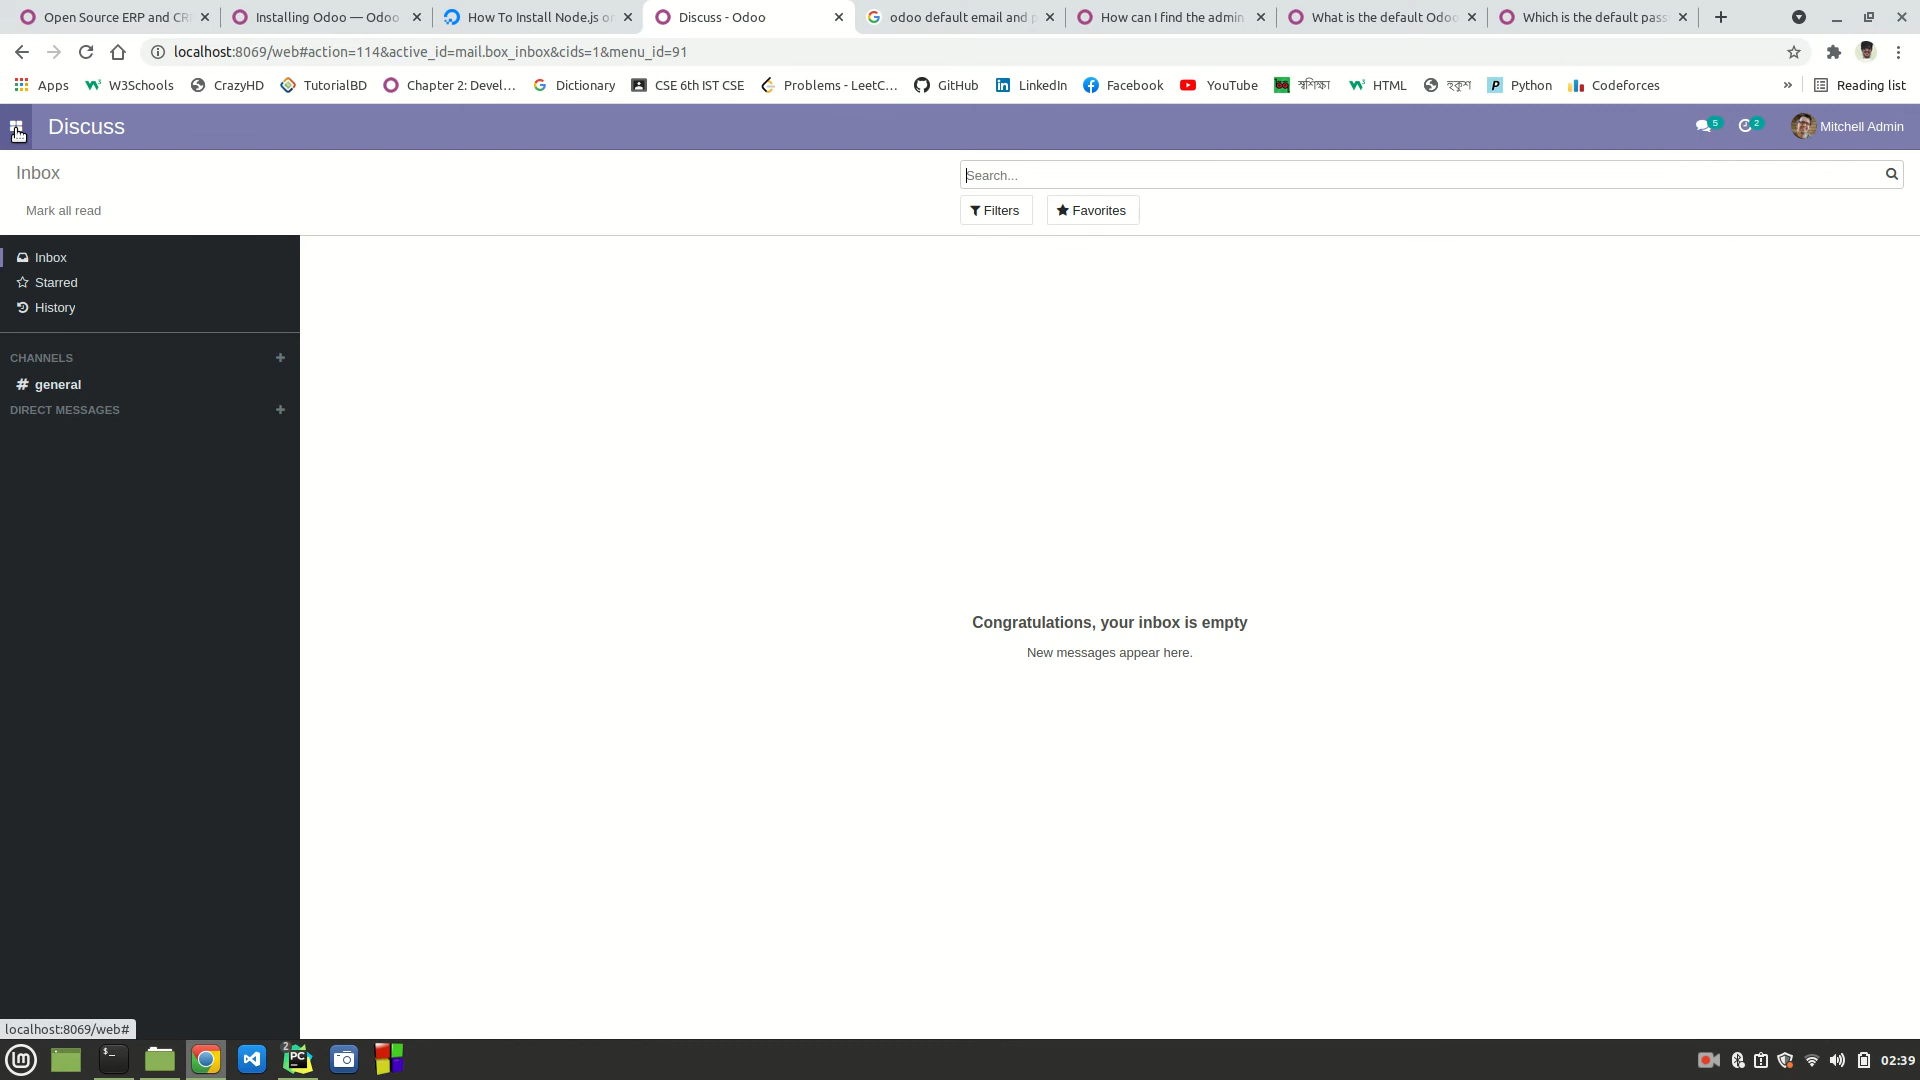 Open Source ERP and CR
Installing Odoo — Odoo
How To Install Node.js o
Discuss - Odoo
odoo default email and p
How can I find the admin
What is the default Odo
Which is the default pas
localhost:8069/web#action=114&active_id=mail.box_inbox&cids=1&menu_id=91
Apps
W3Schools
CrazyHD
TutorialBD
Chapter 2: Devel...
Dictionary
CSE 6th IST CSE
Problems - LeetC...
GitHub
LinkedIn
Facebook
YouTube
স্বশিক্ষা
HTML
হুকুশ
Python
Codeforces
»
Reading list
Discuss
5
2
Mitchell Admin
Inbox
Search...
Mark all read
Filters
Favorites
Inbox
Starred
History
CHANNELS
# general
DIRECT MESSAGES
Congratulations, your inbox is empty
New messages appear here.
localhost:8069/web#
2
PC
02:39